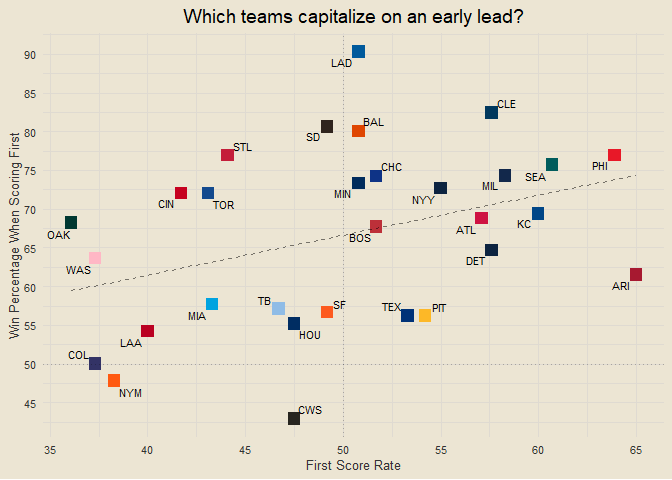 Which teams capitalize on an early lead?
Win Percentage When Scoring First
90
85
80
75
70
65
60
55
50
45
LAD
CLE
SD
BAL
STL
CHC
PHI
SEA
MIN
MIL
NYY
CIN
TOR
KC
ATL
OAK
BOS
WAS
DET
ARI
MIA
TB
SF
TEX
PIT
HOU
LAA
COL
NYM
CWS
35
40
45
50
55
60
65
First Score Rate